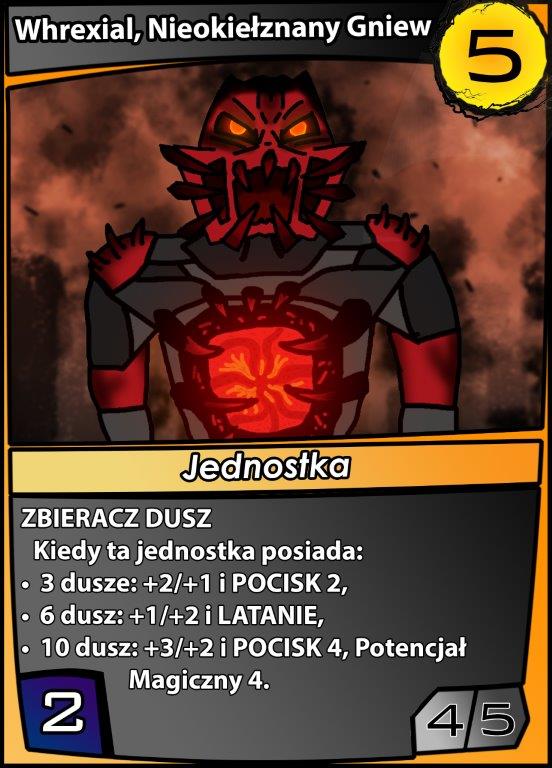 Whrexial, Nieokiełznany Gniew
5
Jednostka
ZBIERACZ DUSZ
Kiedy ta jednostka posiada:
• 3 dusze: +2/+1 i POCISK 2,
• 6 dusz: +1/+2 i LATANIE,
• 10 dusz: +3/+2 i POCISK 4, Potencjał
Magiczny 4.
2
4 5